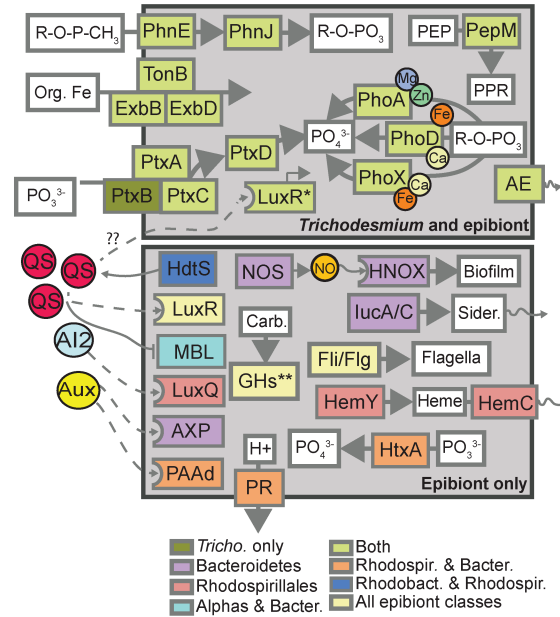 R-O-P-CH3
PhnE
PhnJ
R-O-PO3
PEP
PepM
Org. Fe
TonB
ExbB
ExbD
PPR
Mg
Zn
PhoA
Fe
PO4 3-
PhoD
R-O-PO3
Ca
PtxA
PtxD
PhoX
Ca
Fe
PO3 3-
PtxB
PtxC
LuxR*
AE
Trichodesmium and epibiont
??
QS
QS
QS
HdtS
NOS
NO
HNOX
Biofilm
LuxR
Carb.
IucA/C
Sider.
AI2
MBL
GHs**
Fli/Flg
Flagella
Aux
LuxQ
HemY
Heme
HemC
AXP
H+
PO4 3-
HtxA
PO3 3-
PAAd
PR
Epibiont only
Tricho. only
Both
Bacteroidetes
Rhodospir. & Bacter.
Rhodospirillales
Rhodobact. & Rhodospir.
Alphas & Bacter.
All epibiont classes